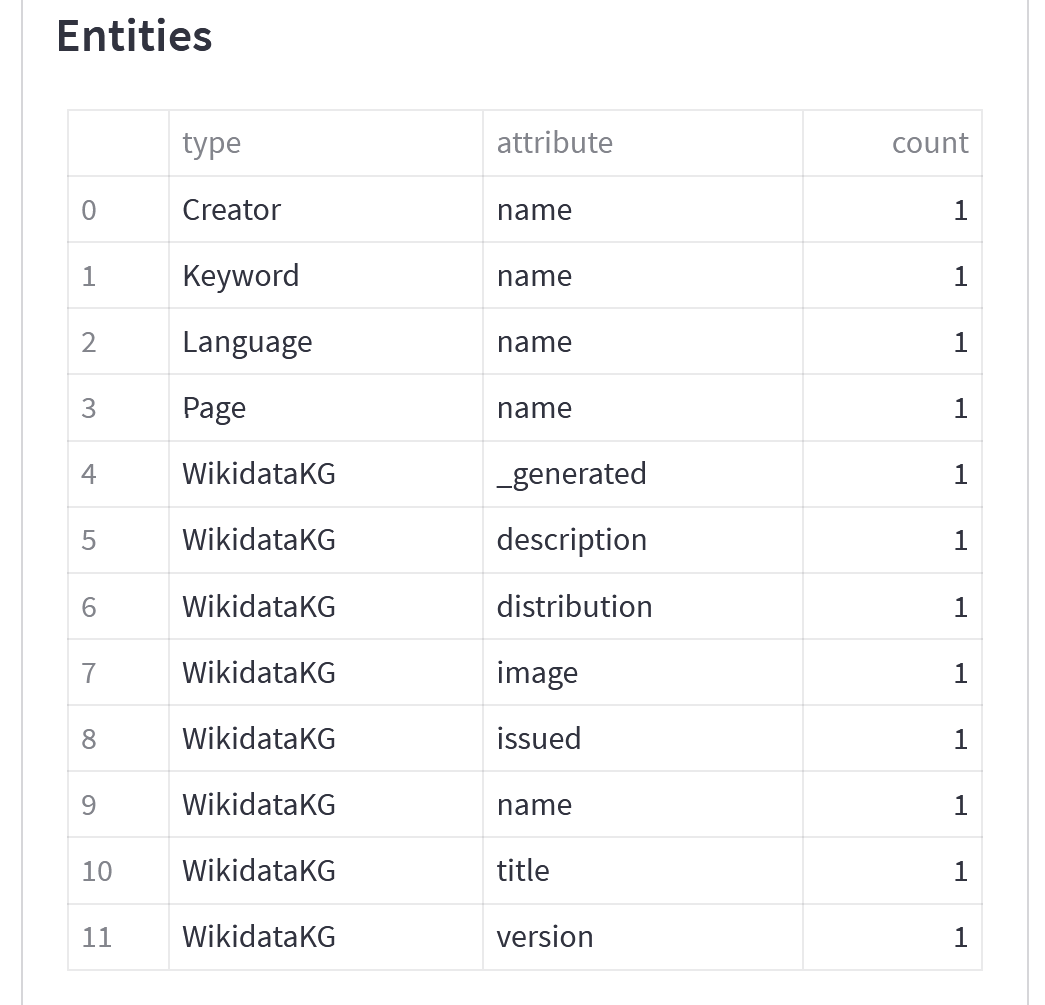 Entities
type attribute count
0 Creator name 1
1 Keyword name 1
2 Language name 1
3 Page name 1
4 WikidataKG _generated 1
5 WikidataKG description 1
6 WikidataKG distribution 1
7 WikidataKG image 1
8 WikidataKG issued 1
9 WikidataKG name 1
10 WikidataKG title 1
11 WikidataKG version 1